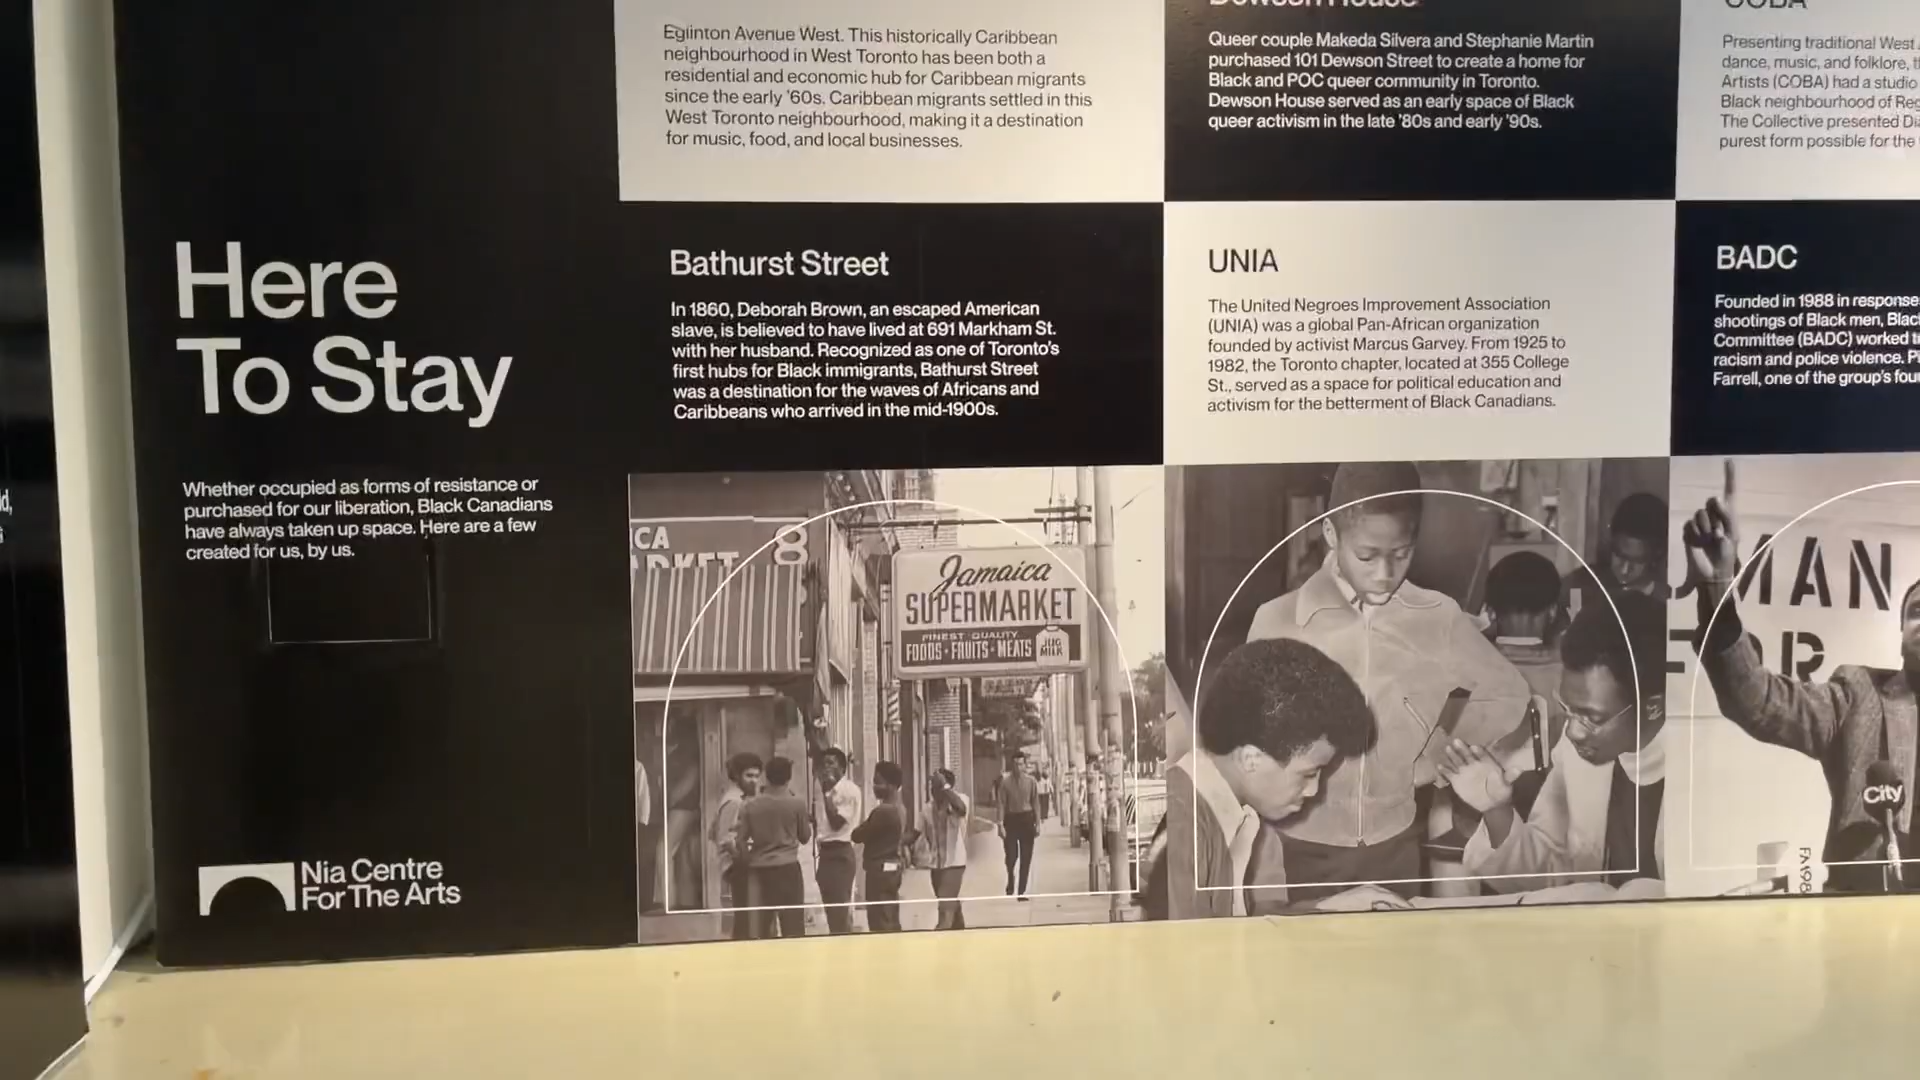 Here
To Stay
Whether occupied as forms of resistance or
purchased for our liberation, Black Canadians
have always taken up space. Here are a few
created for us, by us.
Nia Centre
For The Arts
Eglinton Avenue West. This historically Caribbean
neighbourhood in West Toronto has been both a
residential and economic hub for Caribbean migrants
since the early '60s. Caribbean migrants settled in this
West Toronto neighbourhood, making it a destination
for music, food, and local businesses.
Bathurst Street
In 1860, Deborah Brown, an escaped American
slave, is believed to have lived at 691 Markham St.
with her husband. Recognized as one of Toronto's
first hubs for Black immigrants, Bathurst Street
was a destination for the waves of Africans and
Caribbeans who arrived in the mid-1900s.
Jamaica
SUPERMARKET
FINEST QUALITY
FOODS • FRUITS • MEATS
JUG
MILK
Dewson House
Queer couple Makeda Silvera and Stephanie Martin
purchased 101 Dewson Street to create a home for
Black and POC queer community in Toronto.
Dewson House served as an early space of Black
queer activism in the late '80s and early '90s.
UNIA
The United Negroes Improvement Association
(UNIA) was a global Pan-African organization
founded by activist Marcus Garvey. From 1925 to
1982, the Toronto chapter, located at 355 College
St., served as a space for political education and
activism for the betterment of Black Canadians.
COBA
Presenting traditional West
dance, music, and folklore,
Artists (COBA) had a studio
Black neighbourhood of
The Collective presented
purest form possible for the
BADC
Founded in 1988 in response
shootings of Black men,
Committee (BADC) worked
racism and police violence.
Farrell, one of the group's
MAN
City